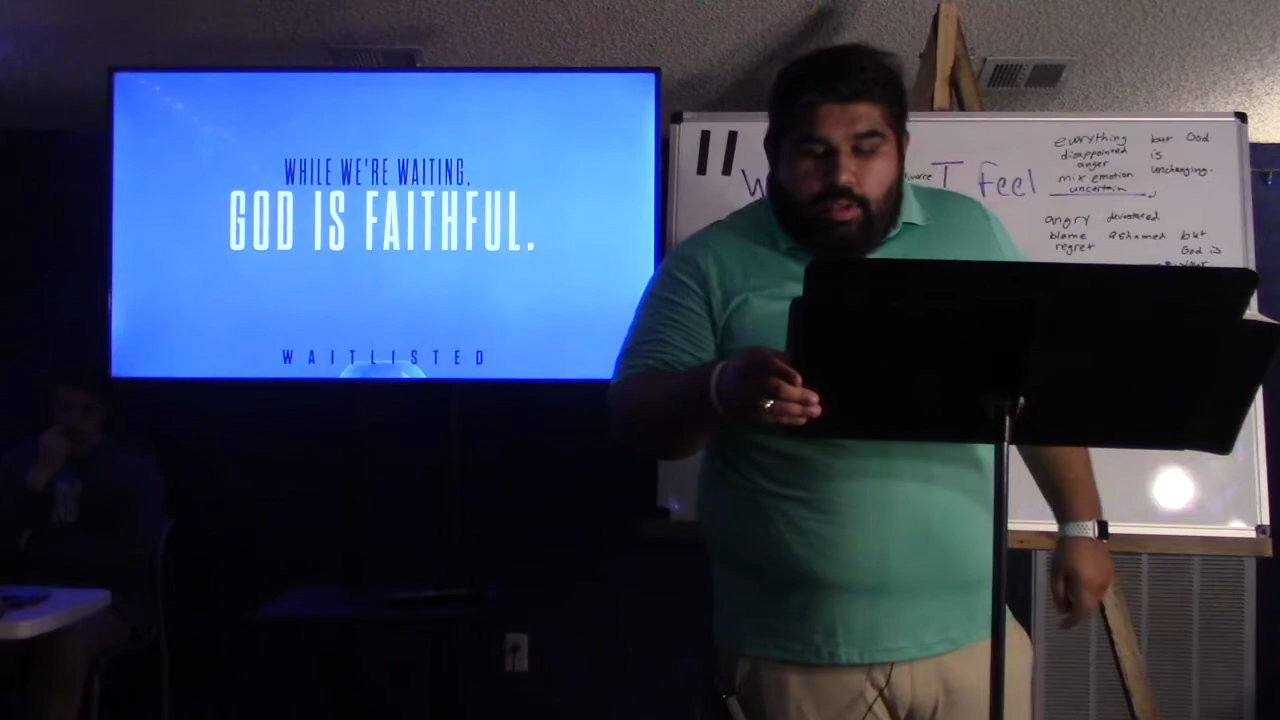 WHILE WE'RE WAITING,
GOD IS FAITHFUL.
WAITLISTED
"
I feel
everything but God
disappointed is
anger unchanging.
mix emotion
uncertain
angry devastated
blame ashamed but
regret God is